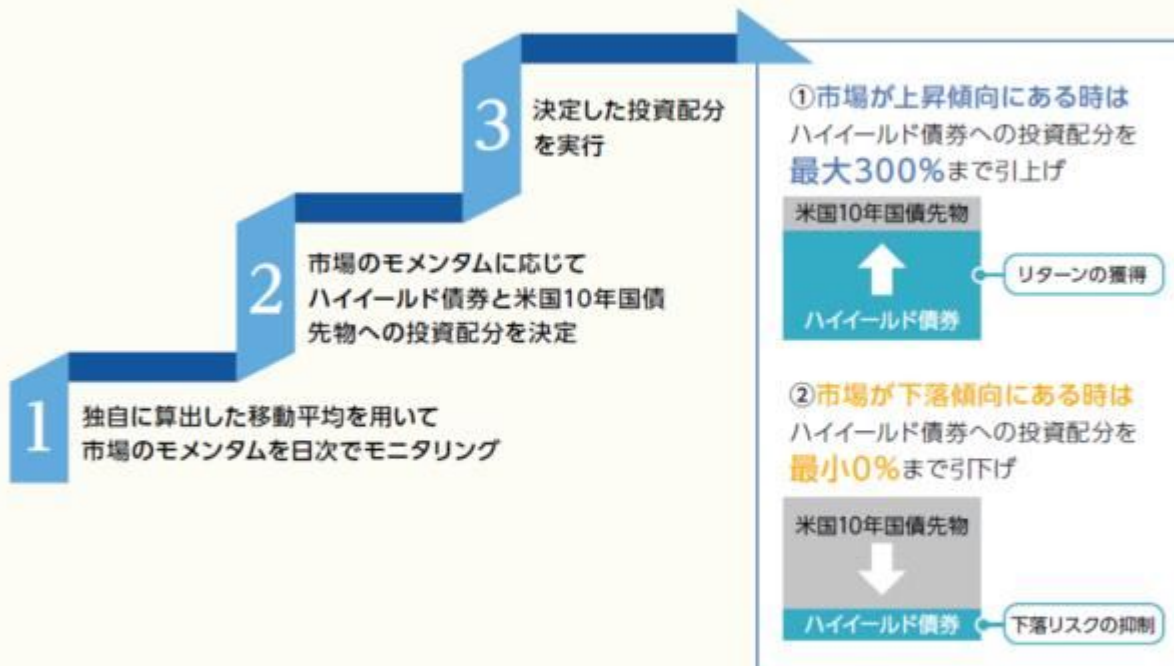 1
独自に算出した移動平均を用いて
市場のモメンタムを日次でモニタリング
2
市場のモメンタムに応じて
ハイイールド債券と米国10年国債
先物への投資配分を決定
3
決定した投資配分
を実行
①市場が上昇傾向にある時は
ハイイールド債券への投資配分を
最大300%まで引上げ
米国10年国債先物
ハイイールド債券
リターンの獲得
②市場が下落傾向にある時は
ハイイールド債券への投資配分を
最小0%まで引下げ
米国10年国債先物
ハイイールド債券
下落リスクの抑制